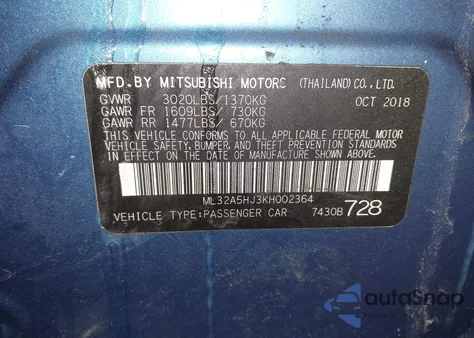 MFD. BY MITSUBISHI MOTORS (THAILAND) CO., LTD.
GVWR 3020LBS/1370KG OCT 2018
GAWR FR 1609LBS/ 730KG
GAWR RR 1477LBS/ 670KG
THIS VEHICLE CONFORMS TO ALL APPLICABLE FEDERAL MOTOR
VEHICLE SAFETY, BUMPER, AND THEFT PREVENTION STANDARDS
IN EFFECT ON THE DATE OF MANUFACTURE SHOWN ABOVE.
ML32A5HJ3KH002364
VEHICLE TYPE:PASSENGER CAR 7430B 728
autoSnap